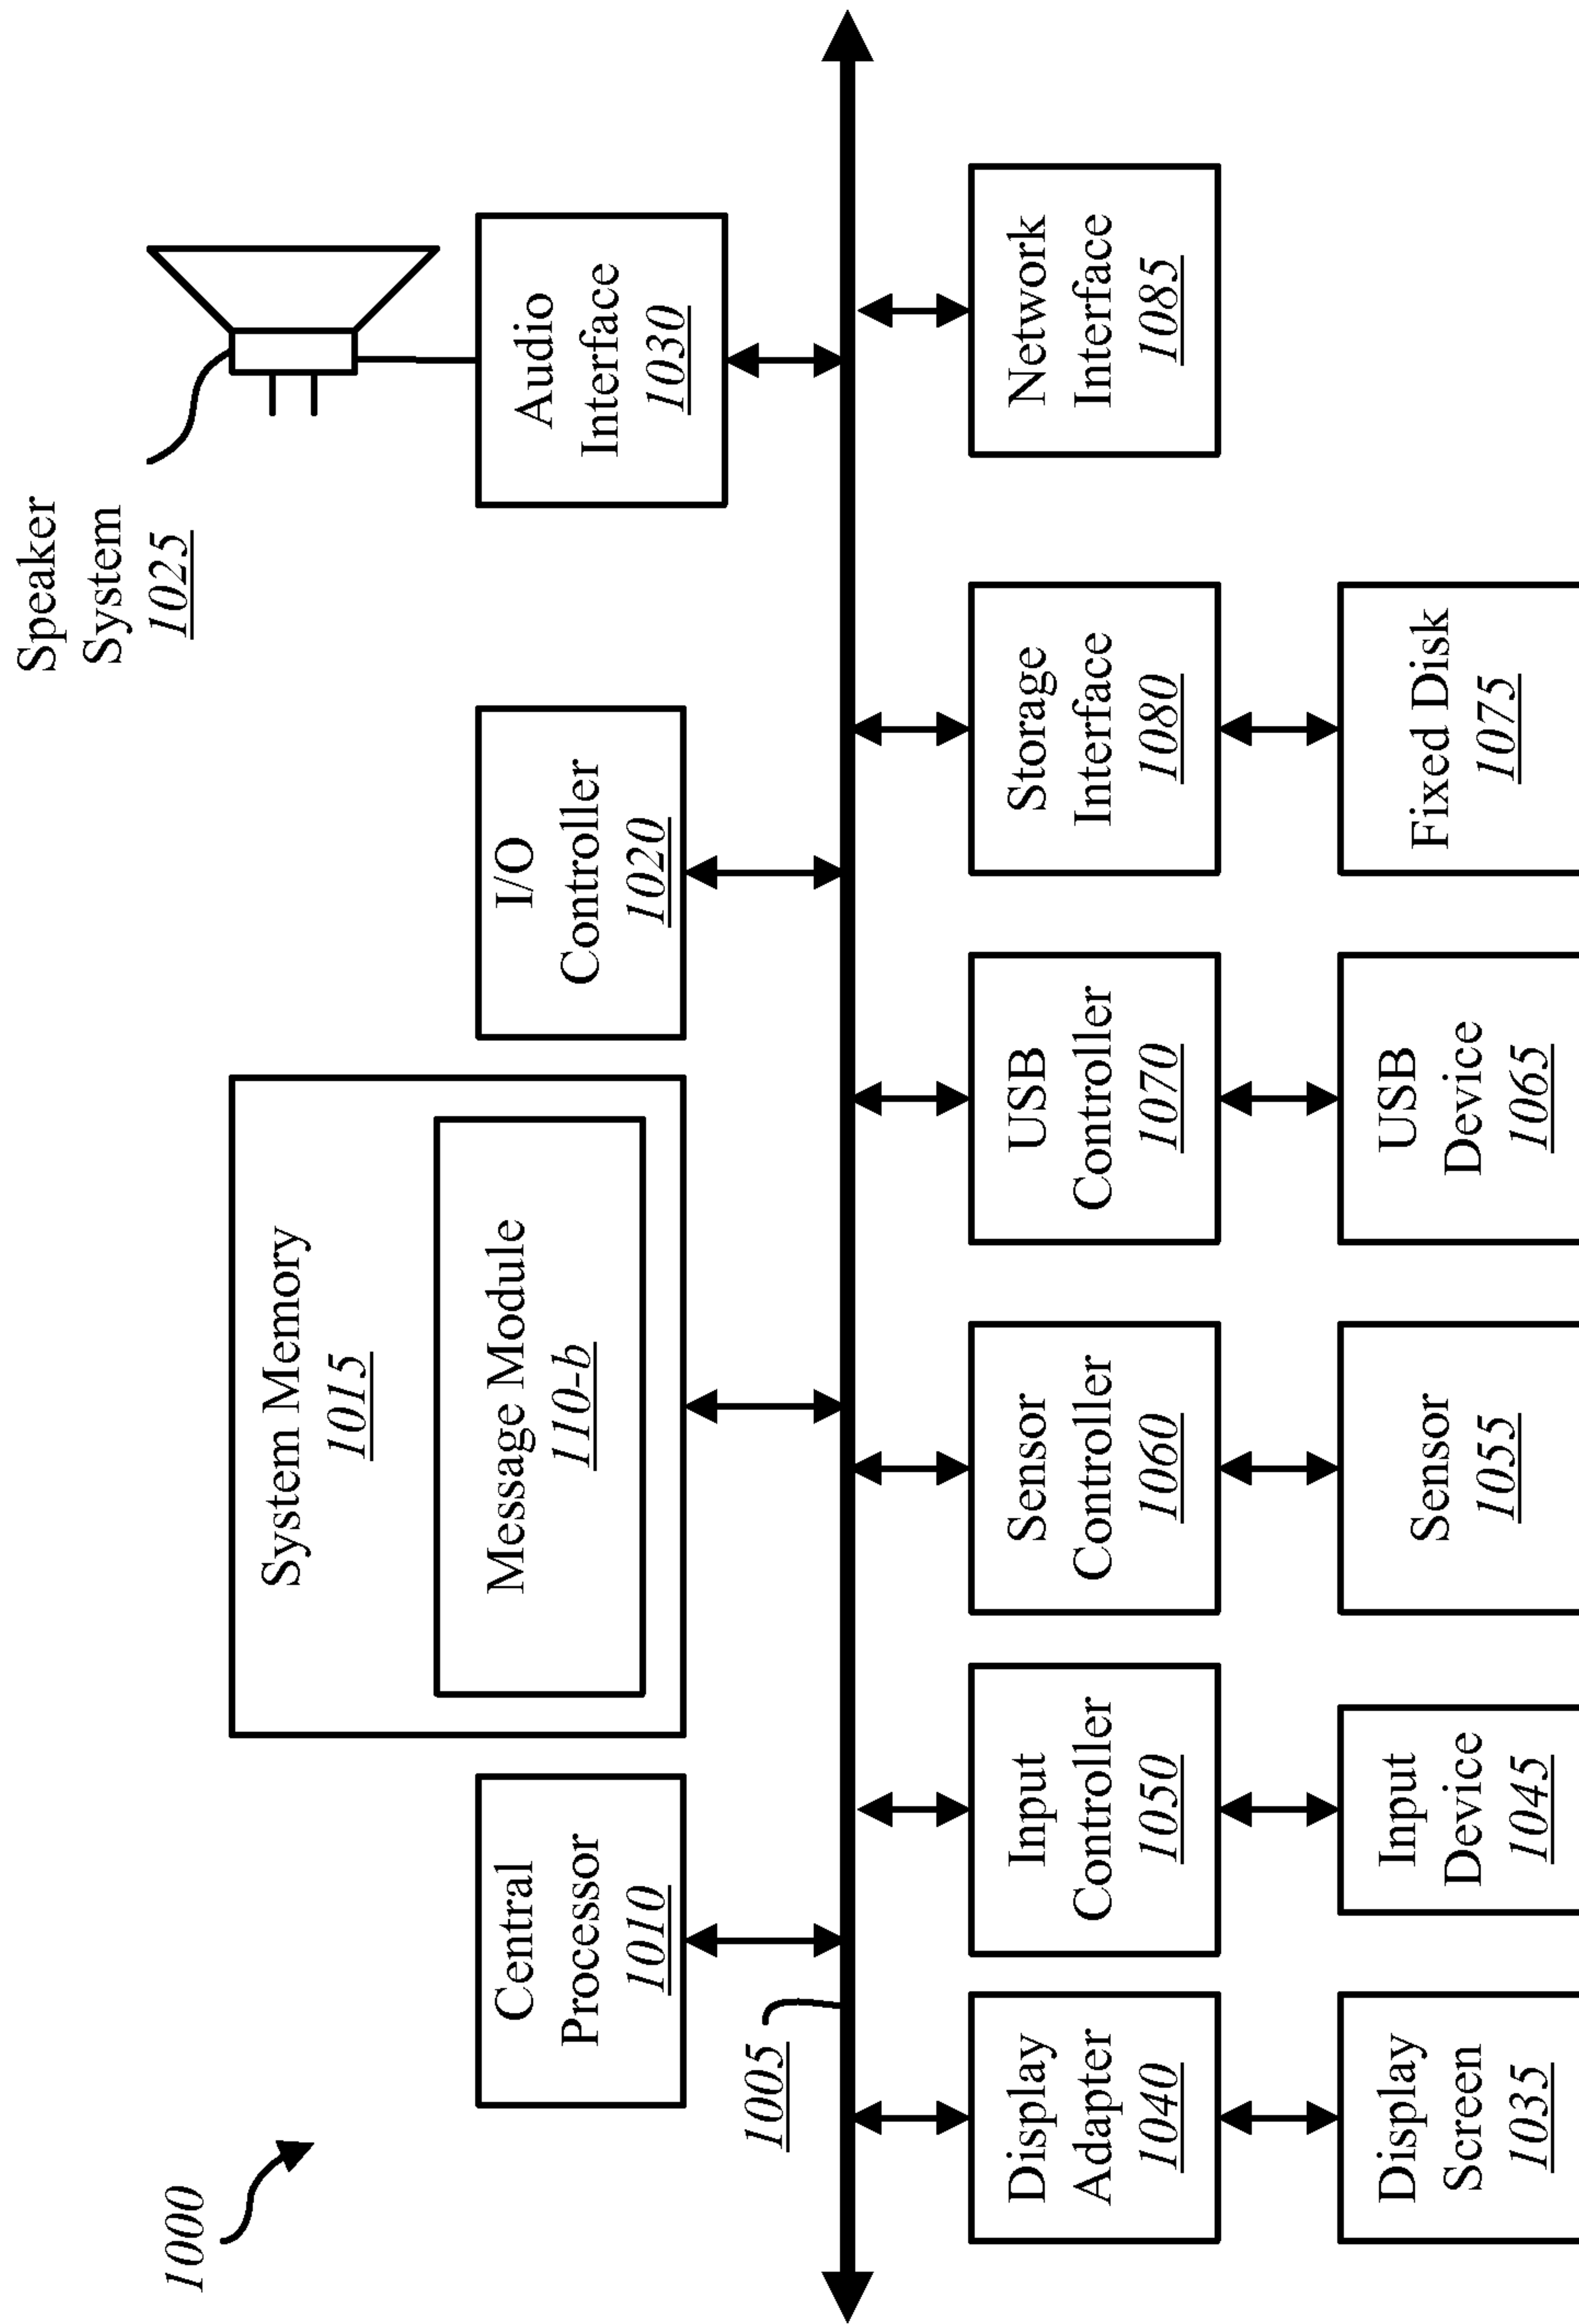 1000
Speaker
System
1025
Central
Processor
1010
System Memory
1015
Message Module
110-b
I/O
Controller
1020
Audio
Interface
1030
1005
Display
Adapter
1040
Input
Controller
1050
Sensor
Controller
1060
USB
Controller
1070
Storage
Interface
1080
Network
Interface
1085
Display
Screen
1035
Input
Device
1045
Sensor
1055
USB
Device
1065
Fixed Disk
1075